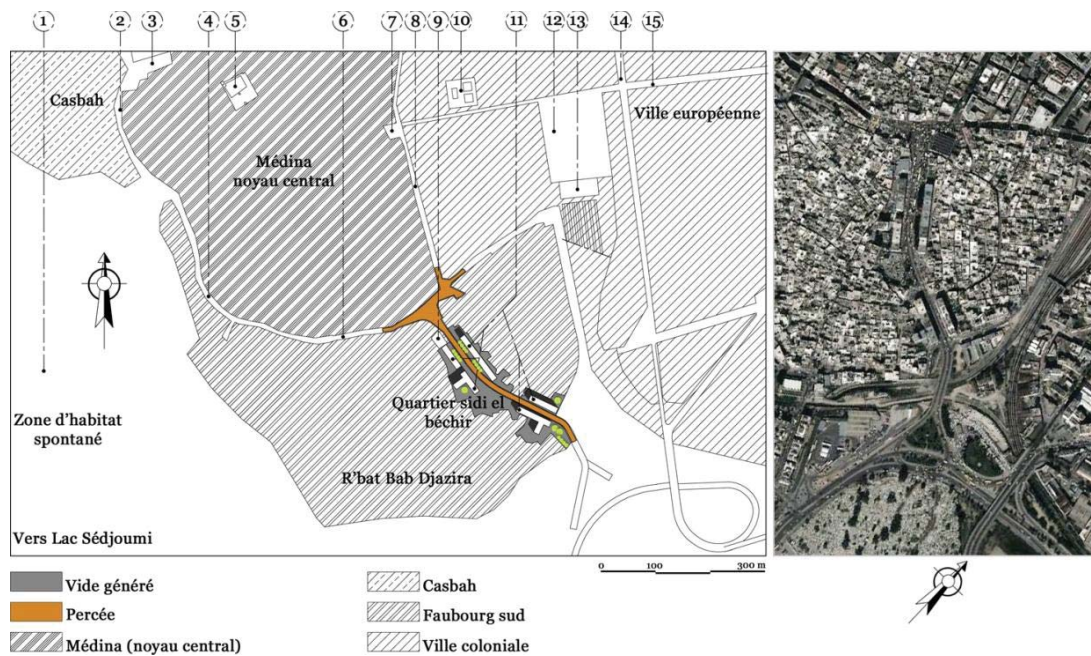 1 2 3 4 5 6 7 8 9 10 11 12 13 14 15
Casbah
Médina
noyau central
Ville européenne
Zone d'habitat
spontané
Quartier sidi el
béchir
R'bat Bab Djazira
Vers Lac Sédjoumi
0 100 300 m
Vide généré
Percée
Médina (noyau central)
Casbah
Faubourg sud
Ville coloniale